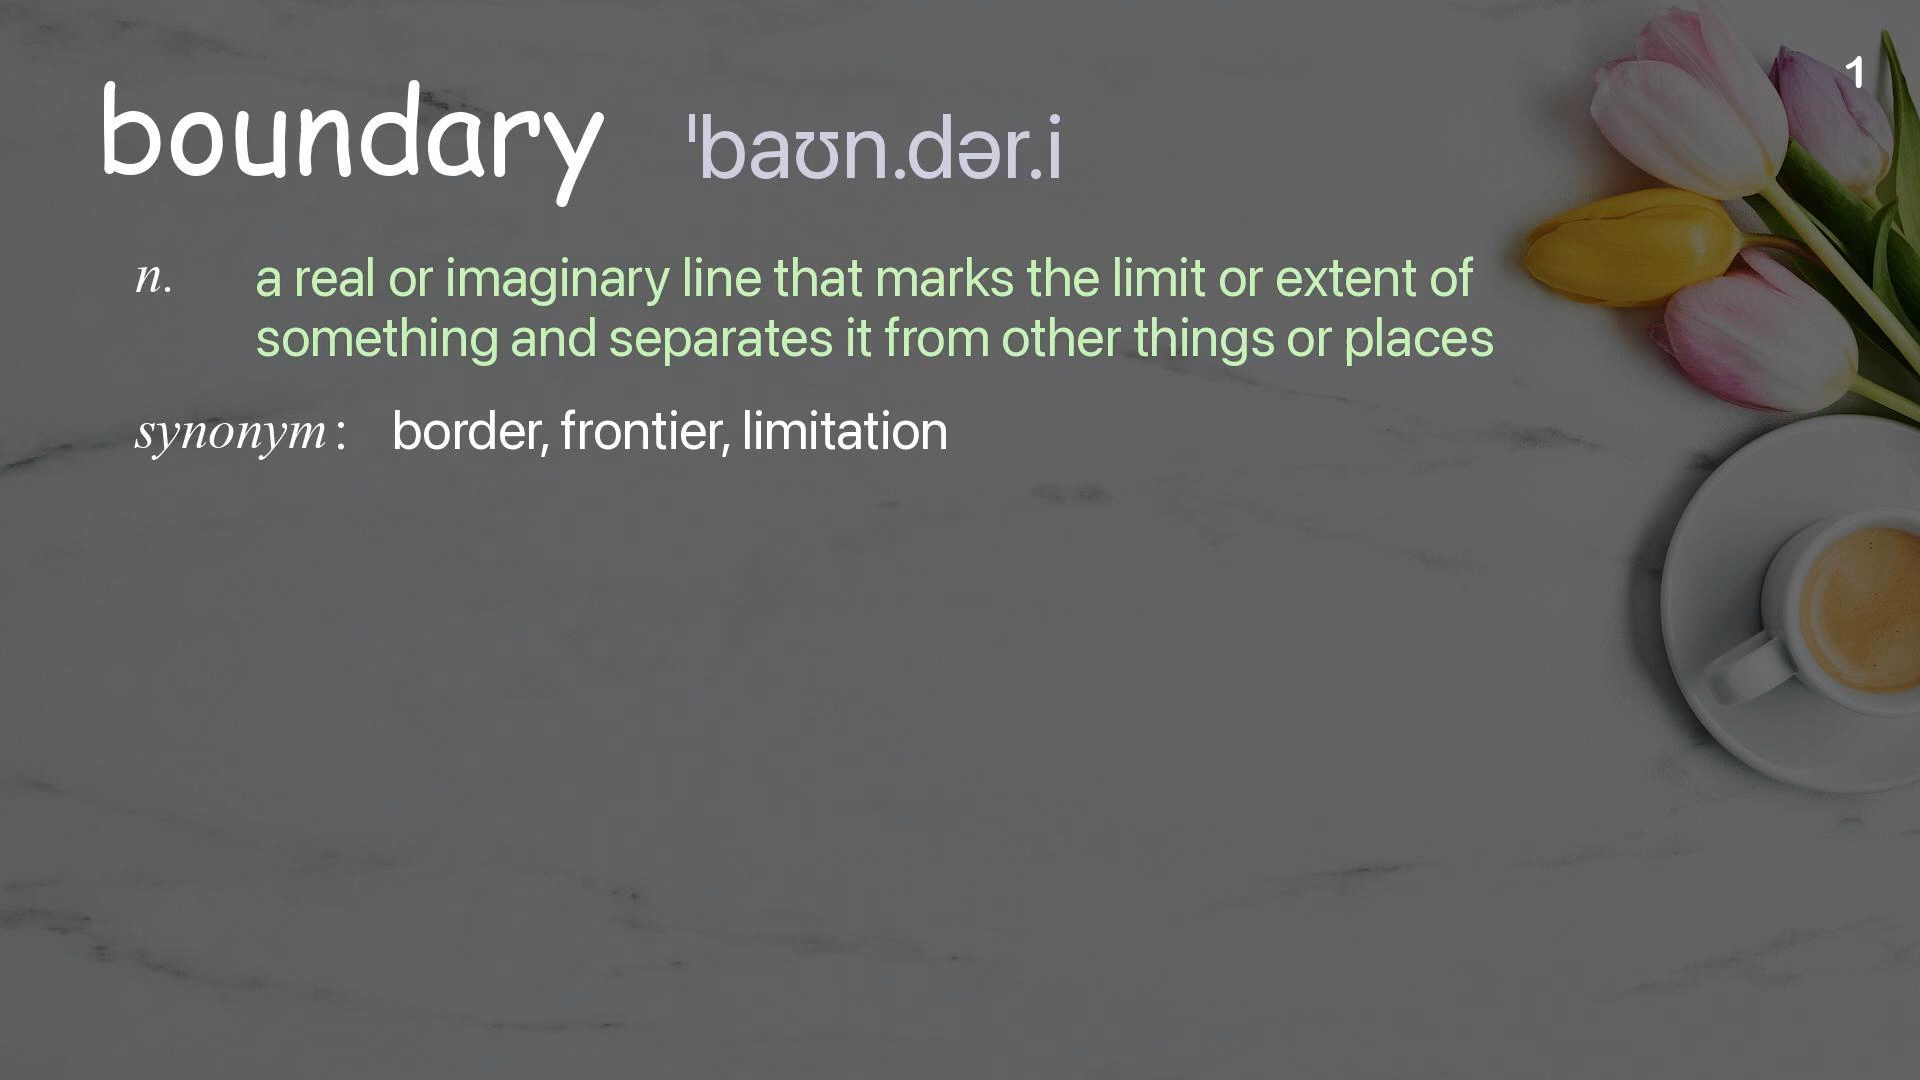 1
boundary ˈbaʊn.dər.i
n. a real or imaginary line that marks the limit or extent of
something and separates it from other things or places
synonym: border, frontier, limitation